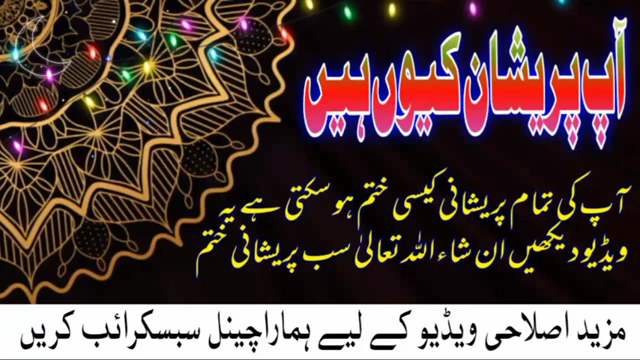 آپ پریشان کیوں ہیں
آپ کی تمام پریشانی کیسی ختم ہو سکتی ہے یہ
ویڈیو دیکھیں ان شاء اللہ تعالیٰ سب پریشانی ختم
مزید اصلاحی ویڈیو کے لیے ہمارا چینل سبسکرائب کریں